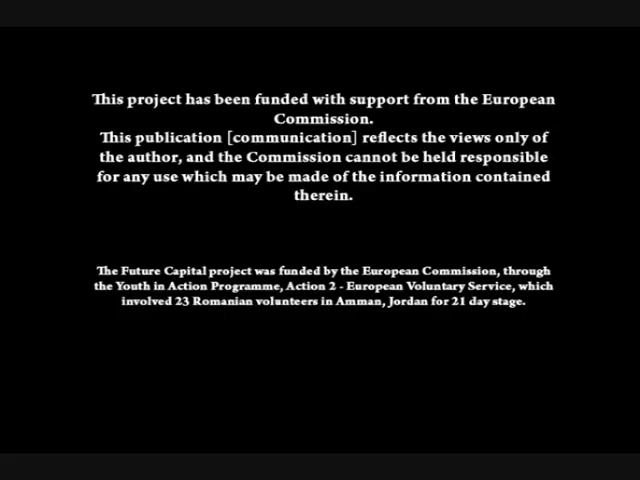 This project has been funded with support from the European
Commission.
This publication [communication] reflects the views only of
the author, and the Commission cannot be held responsible
for any use which may be made of the information contained
therein.
The Future Capital project was funded by the European Commission, through
the Youth in Action Programme, Action 2 - European Voluntary Service, which
involved 23 Romanian volunteers in Amman, Jordan for 21 day stage.